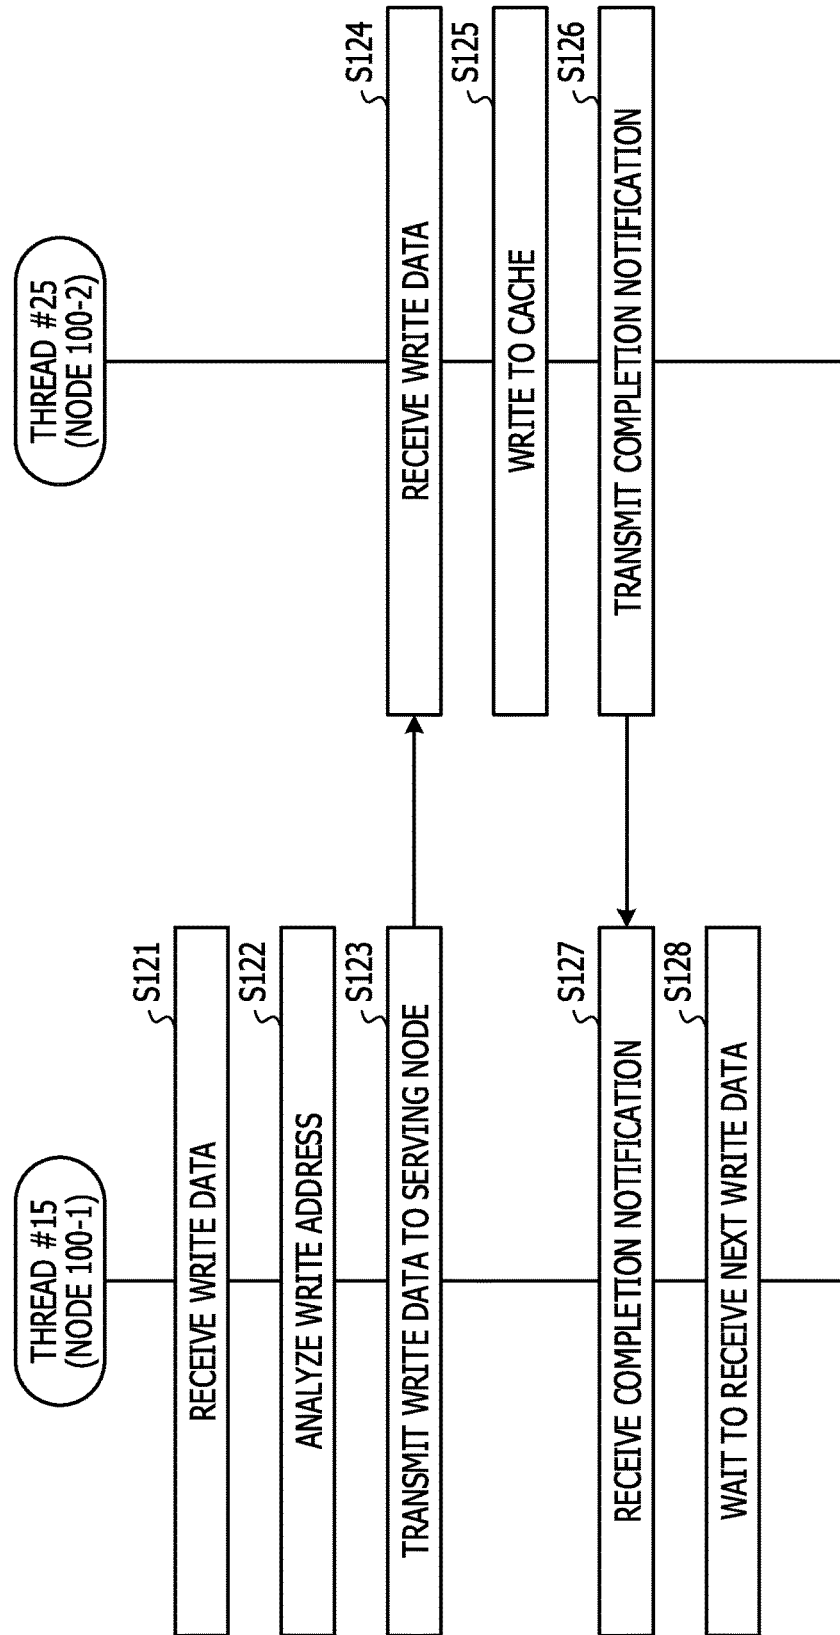 THREAD #15
(NODE 100-1)
S121
RECEIVE WRITE DATA
S122
ANALYZE WRITE ADDRESS
S123
TRANSMIT WRITE DATA TO SERVING NODE
S127
RECEIVE COMPLETION NOTIFICATION
S128
WAIT TO RECEIVE NEXT WRITE DATA
THREAD #25
(NODE 100-2)
S124
RECEIVE WRITE DATA
S125
WRITE TO CACHE
S126
TRANSMIT COMPLETION NOTIFICATION